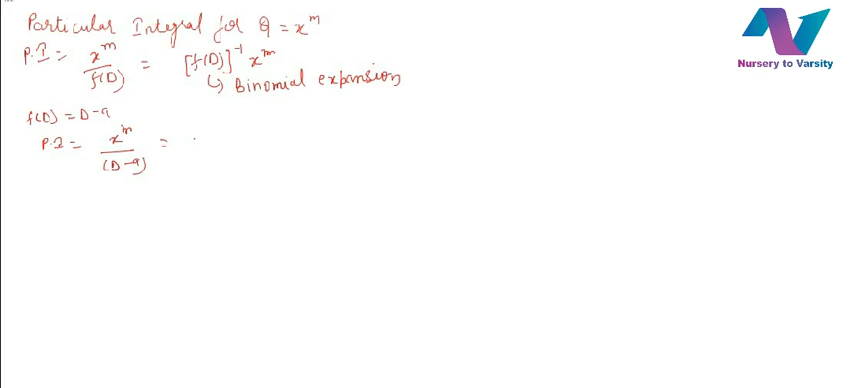 Particular Integral for Q = x^m
P.I = x^m / f(D) = [f(D)]^-1 x^m
↳ Binomial expansion
f(D) = D-a
P.I = x^m / (D-a) =
Nursery to Varsity